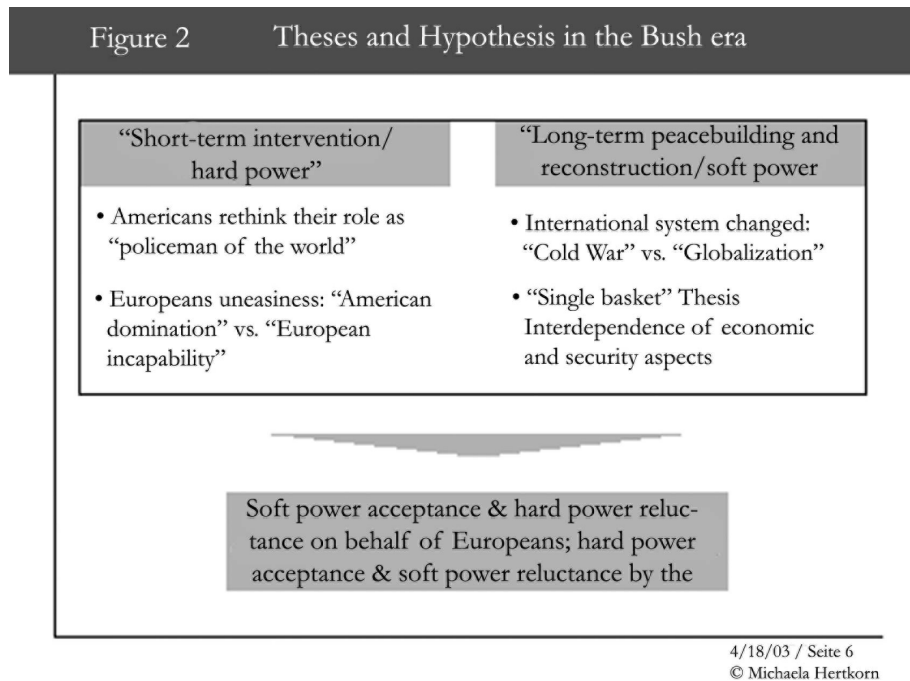 Figure 2 Theses and Hypothesis in the Bush era
“Short-term intervention/
hard power”
• Americans rethink their role as
“policeman of the world”
• Europeans uneasiness: “American
domination” vs. “European
incapability”
“Long-term peacebuilding and
reconstruction/soft power
• International system changed:
“Cold War” vs. “Globalization”
• “Single basket” Thesis
Interdependence of economic
and security aspects
Soft power acceptance & hard power reluc-
tance on behalf of Europeans; hard power
acceptance & soft power reluctance by the
4/18/03 / Seite 6
© Michaela Hertkorn